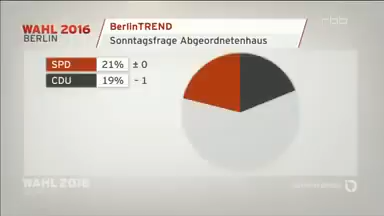 WAHL 2016
BERLIN
BerlinTREND
Sonntagsfrage Abgeordnetenhaus
rbb
SPD 21% ± 0
CDU 19% - 1
WAHL 2016